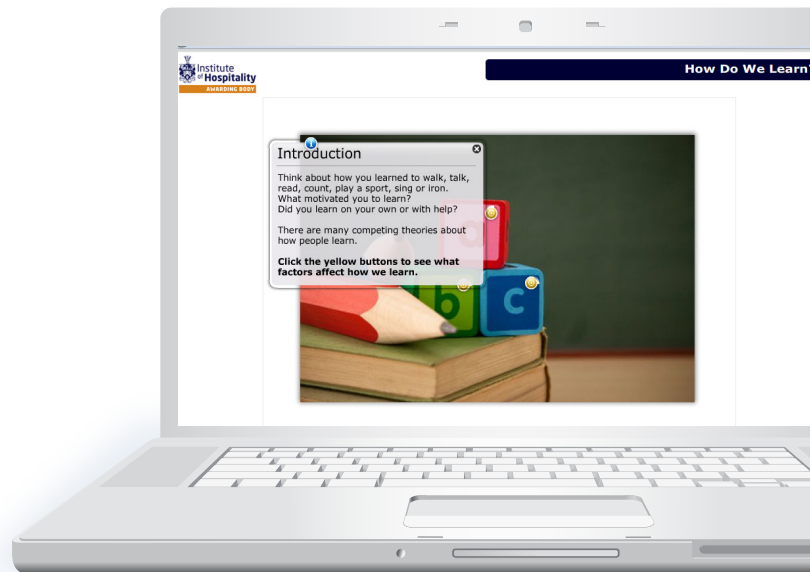 Institute
of Hospitality
AWARDING BODY
How Do We Learn?
Introduction
Think about how you learned to walk, talk,
read, count, play a sport, sing or iron.
What motivated you to learn?
Did you learn on your own or with help?
There are many competing theories about
how people learn.
Click the yellow buttons to see what
factors affect how we learn.
a
b
c